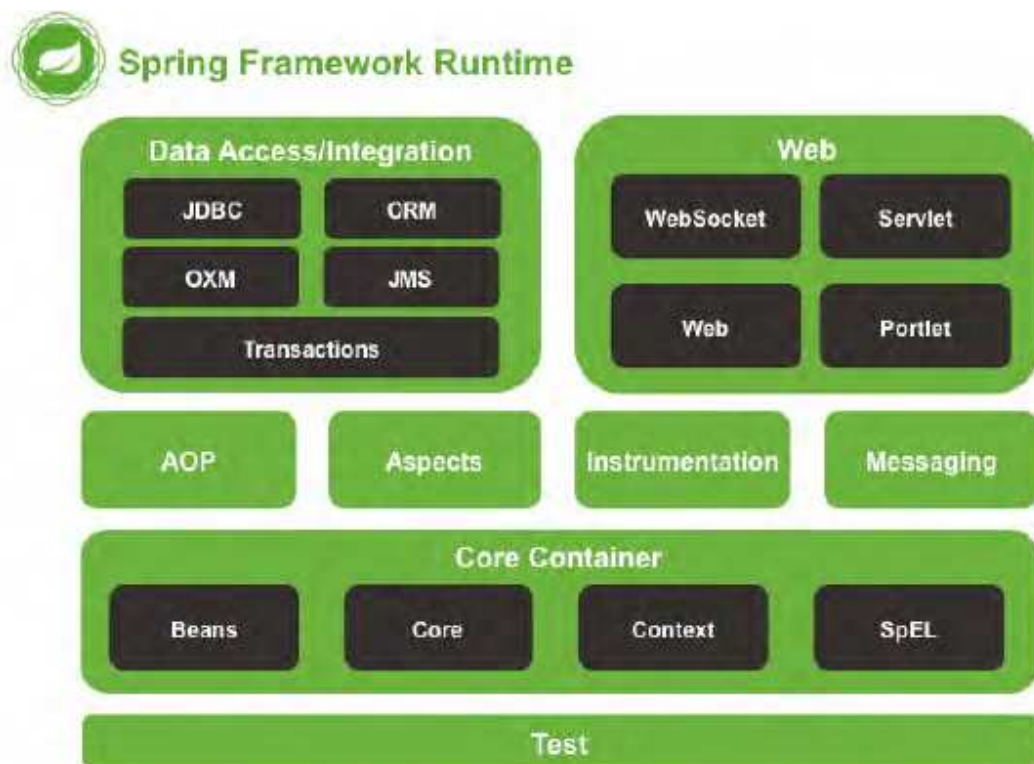 Spring Framework Runtime
Data Access/Integration
JDBC
ORM
OXM
JMS
Transactions
Web
WebSocket
Servlet
Web
Portlet
AOP
Aspects
Instrumentation
Messaging
Core Container
Beans
Core
Context
SpEL
Test